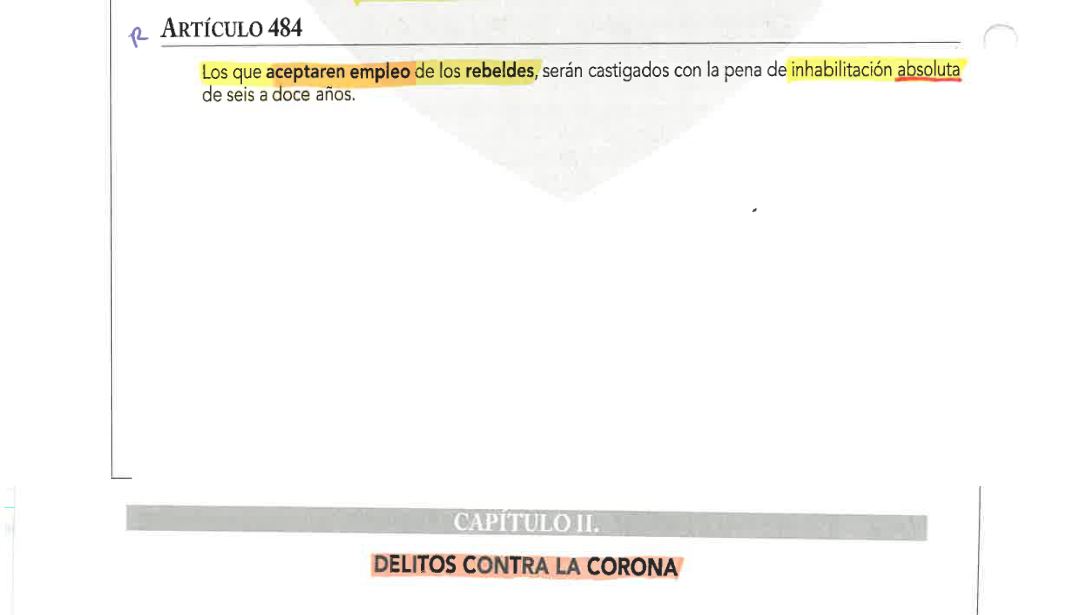 R ARTÍCULO 484
Los que aceptaren empleo de los rebeldes, serán castigados con la pena de inhabilitación absoluta
de seis a doce años.
CAPÍTULO II.
DELITOS CONTRA LA CORONA